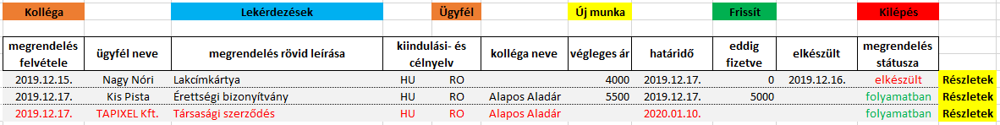 Kolléga Lekérdezések Ügyfél Új munka Frissít Kilépés
megrendelés felvétele ügyfél neve megrendelés rövid leírása kiindulási- és célnyelv kolléga neve végleges ár határidő eddig fizetve elkészült megrendelés státusza
2019.12.15. Nagy Nóri Lakcímkártya HU RO 4000 2019.12.17. 0 2019.12.16. elkészült Részletek
2019.12.17. Kis Pista Érettségi bizonyítvány HU RO Alapos Aladár 5500 2019.12.17. 5000 folyamatban Részletek
2019.12.17. TAPIXEL Kft. Társasági szerződés HU RO Alapos Aladár 2020.01.10. folyamatban Részletek